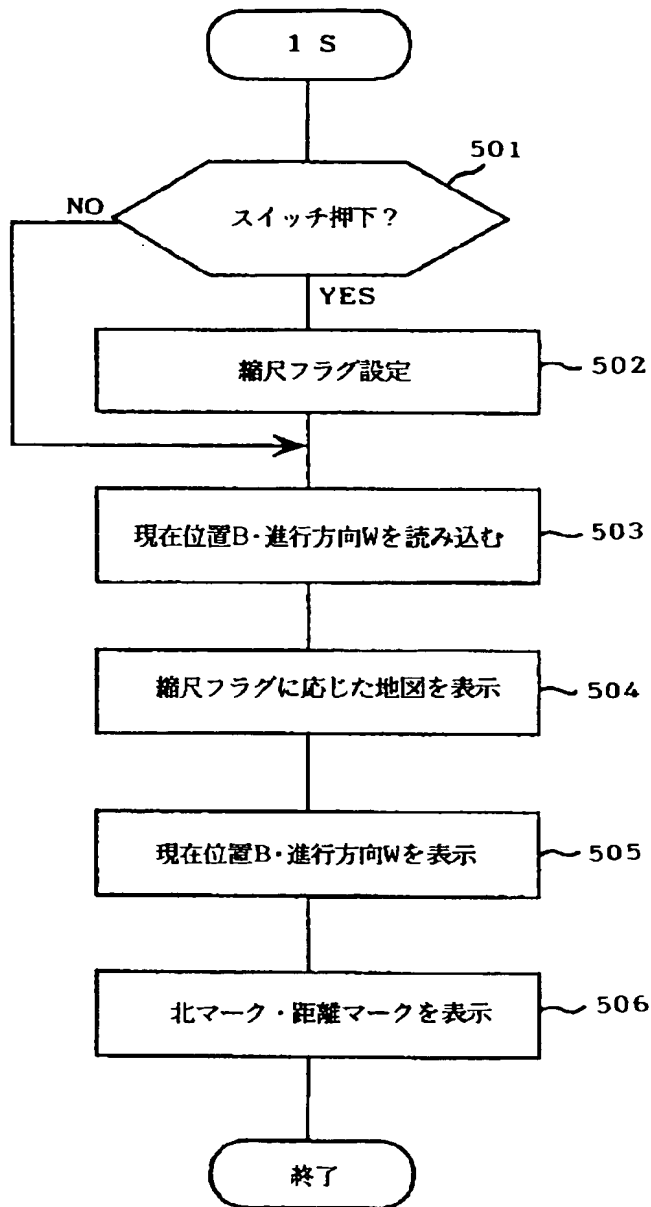 1 S
501
スイッチ押下?
NO
YES
縮尺フラグ設定
502
現在位置B・進行方向Wを読み込む
503
縮尺フラグに応じた地図を表示
504
現在位置B・進行方向Wを表示
505
北マーク・距離マークを表示
506
終了